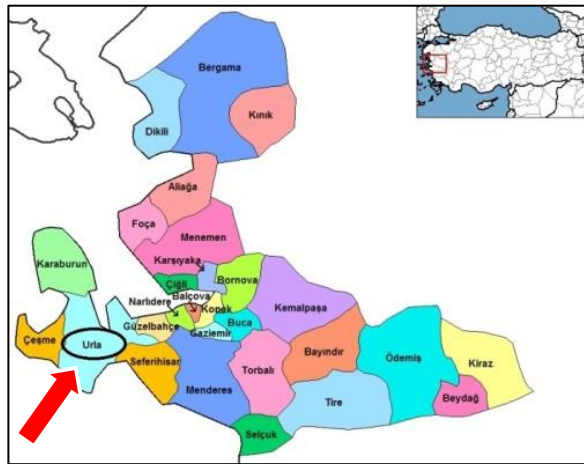 Bergama
Dikili
Kınık
Aliağa
Foça
Menemen
Karşıyaka
Karaburun
Çiğli
Bornova
Balçova
Narlıdere
Konak
Kemalpaşa
Güzelbahçe
Buca
Gaziemir
Çeşme
Urla
Seferihisar
Bayındır
Ödemiş
Kiraz
Torbalı
Menderes
Beydağ
Tire
Selçuk